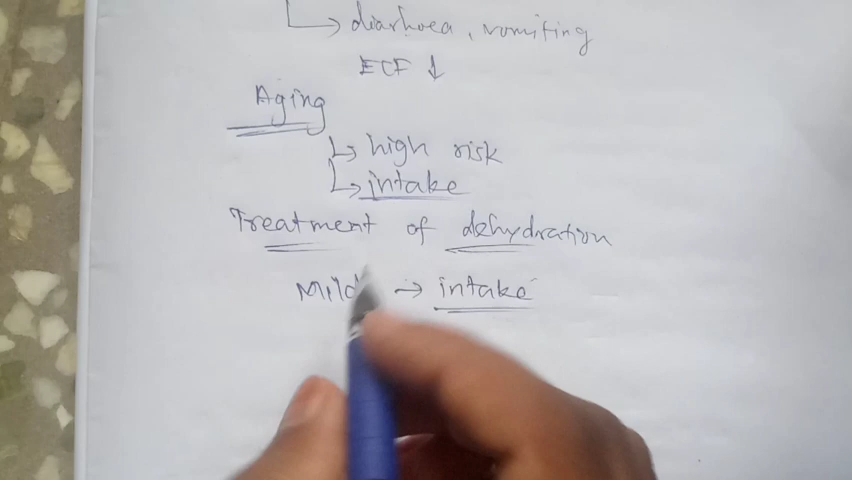 ↳ diarhoea, vomiting
ECF ↓
Aging
↳ high risk
↳ intake
Treatment of dehydration
Mild → intake